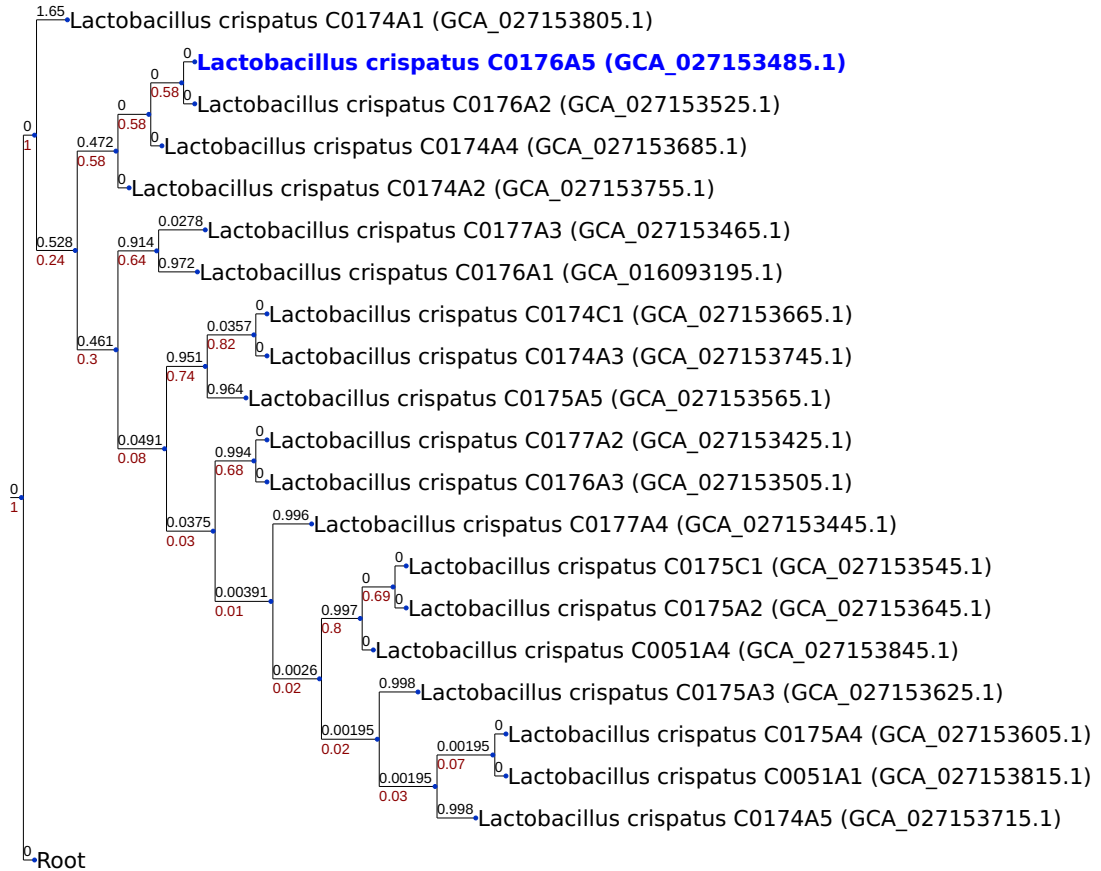 1.65 Lactobacillus crispatus C0174A1 (GCA_027153805.1)
0 Lactobacillus crispatus C0176A5 (GCA_027153485.1)
0
0.58
0 Lactobacillus crispatus C0176A2 (GCA_027153525.1)
0
0.58
0 Lactobacillus crispatus C0174A4 (GCA_027153685.1)
0
1
0.472
0.58
0 Lactobacillus crispatus C0174A2 (GCA_027153755.1)
0.0278 Lactobacillus crispatus C0177A3 (GCA_027153465.1)
0.528
0.24
0.914
0.64
0.972 Lactobacillus crispatus C0176A1 (GCA_016093195.1)
0 Lactobacillus crispatus C0174C1 (GCA_027153665.1)
0.0357
0.82
0 Lactobacillus crispatus C0174A3 (GCA_027153745.1)
0.461
0.3
0.951
0.74
0.964 Lactobacillus crispatus C0175A5 (GCA_027153565.1)
0 Lactobacillus crispatus C0177A2 (GCA_027153425.1)
0.0491
0.08
0.994
0.68
0 Lactobacillus crispatus C0176A3 (GCA_027153505.1)
0
1
0.996 Lactobacillus crispatus C0177A4 (GCA_027153445.1)
0.0375
0.03
0 Lactobacillus crispatus C0175C1 (GCA_027153545.1)
0
0.69
0 Lactobacillus crispatus C0175A2 (GCA_027153645.1)
0.00391
0.01
0.997
0.8
0 Lactobacillus crispatus C0051A4 (GCA_027153845.1)
0.0026
0.02
0.998 Lactobacillus crispatus C0175A3 (GCA_027153625.1)
0 Lactobacillus crispatus C0175A4 (GCA_027153605.1)
0.00195
0.02
0.00195
0.07
0 Lactobacillus crispatus C0051A1 (GCA_027153815.1)
0.00195
0.03
0.998 Lactobacillus crispatus C0174A5 (GCA_027153715.1)
0 Root